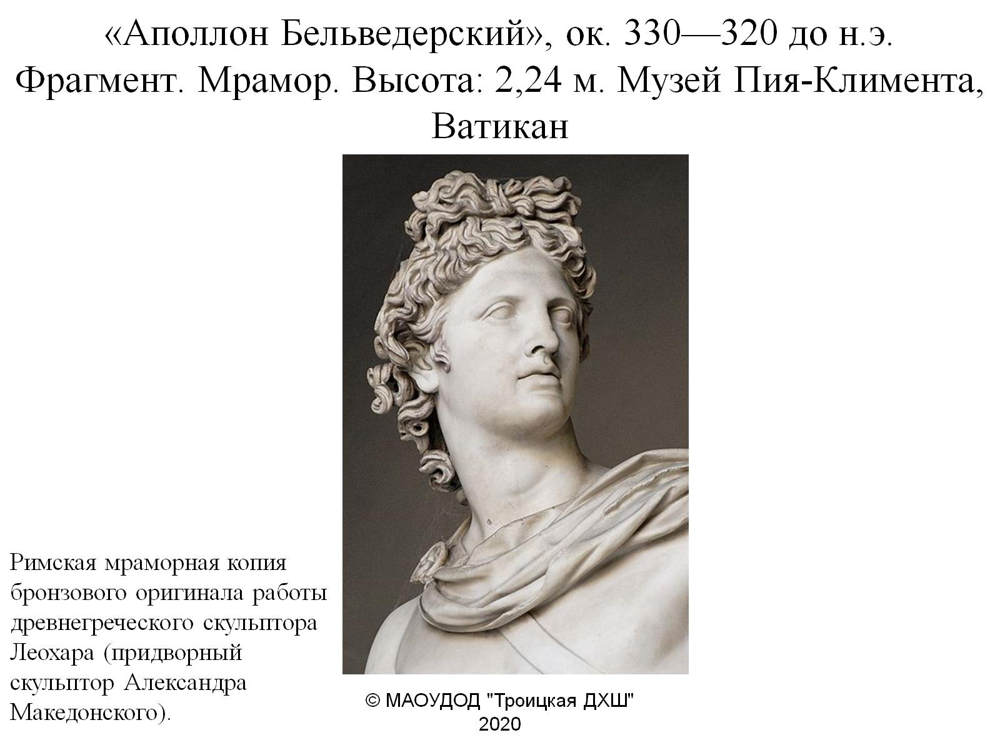 «Аполлон Бельведерский», ок. 330—320 до н.э.
Фрагмент. Мрамор. Высота: 2,24 м. Музей Пия-Климента,
Ватикан
Римская мраморная копия
бронзового оригинала работы
древнегреческого скульптора
Леохара (придворный
скульптор Александра
Македонского).
© МАОУДОД "Троицкая ДХШ"
2020